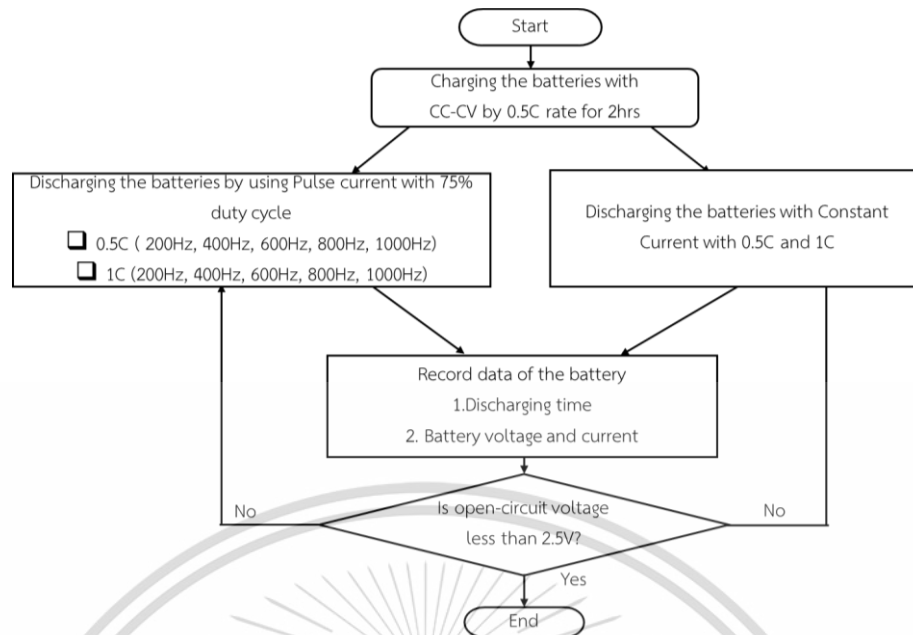 Start
Charging the batteries with
CC-CV by 0.5C rate for 2hrs
Discharging the batteries by using Pulse current with 75%
duty cycle
❑ 0.5C ( 200Hz, 400Hz, 600Hz, 800Hz, 1000Hz)
❑ 1C (200Hz, 400Hz, 600Hz, 800Hz, 1000Hz)
Discharging the batteries with Constant
Current with 0.5C and 1C
Record data of the battery
1.Discharging time
2. Battery voltage and current
Is open-circuit voltage
less than 2.5V?
No
No
Yes
End